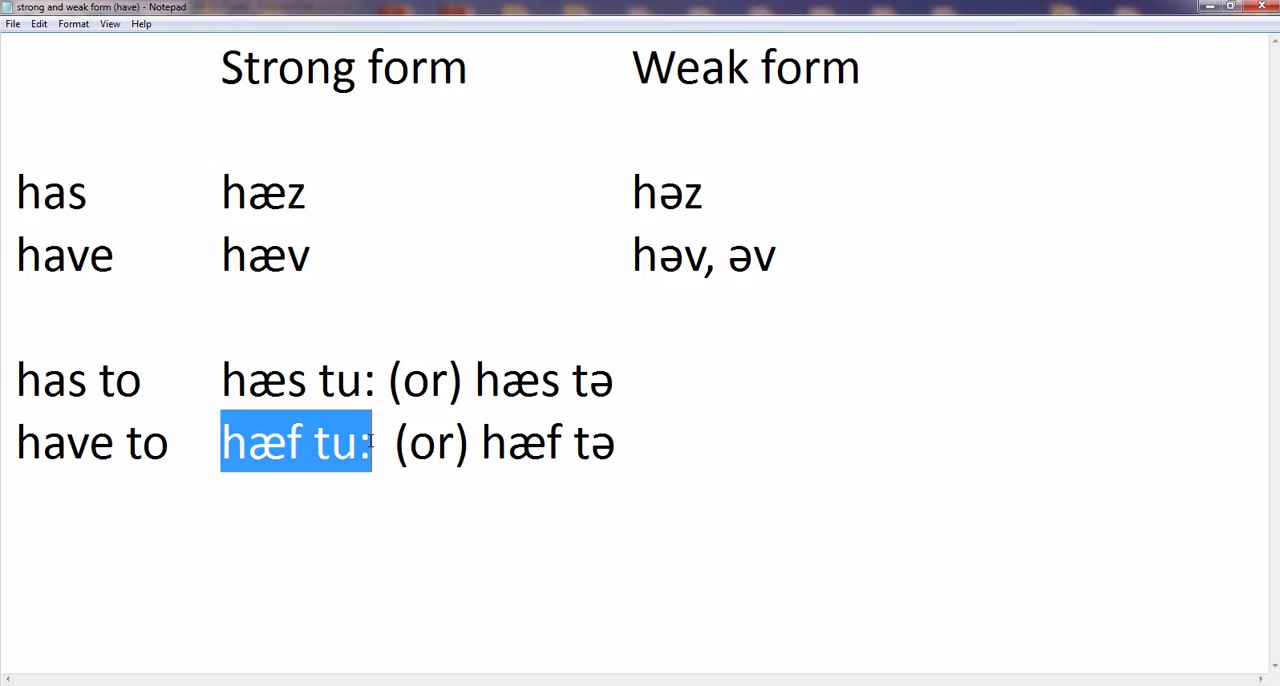 strong and weak form (have) - Notepad
File Edit Format View Help
Strong form Weak form
has hæz həz
have hæv həv, əv
has to hæs tu: (or) hæs tə
have to hæf tu: (or) hæf tə